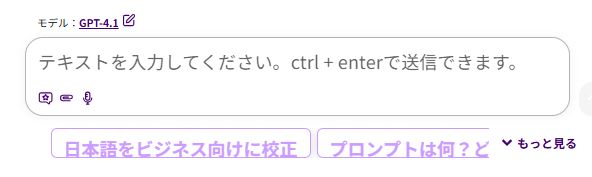 モデル：GPT-4.1
テキストを入力してください。ctrl + enterで送信できます。
日本語をビジネス向けに校正 プロンプトは何？ど もっと見る